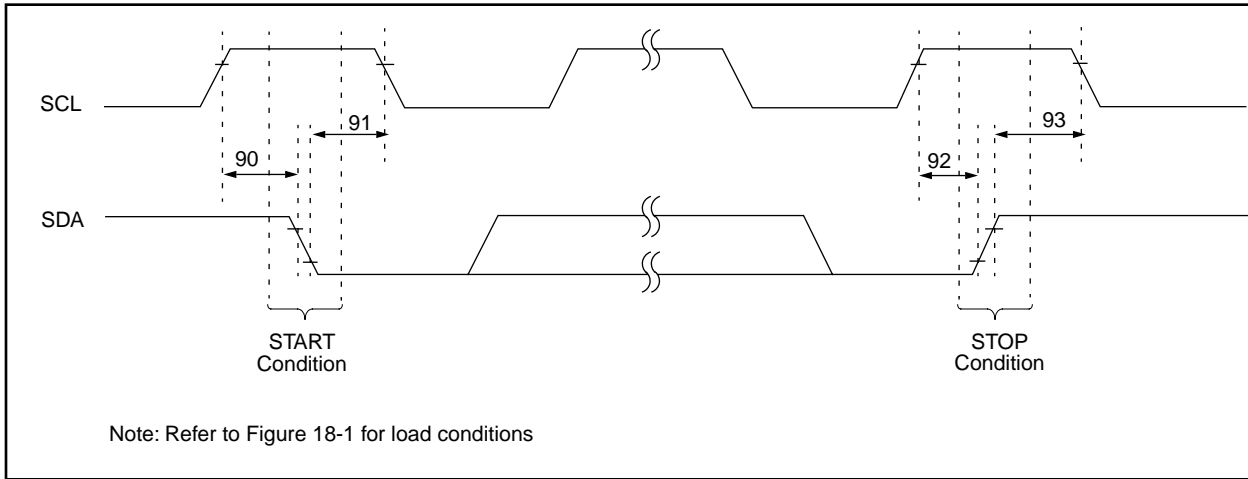 SCL
91
93
90
92
SDA
START
Condition
STOP
Condition
Note: Refer to Figure 18-1 for load conditions